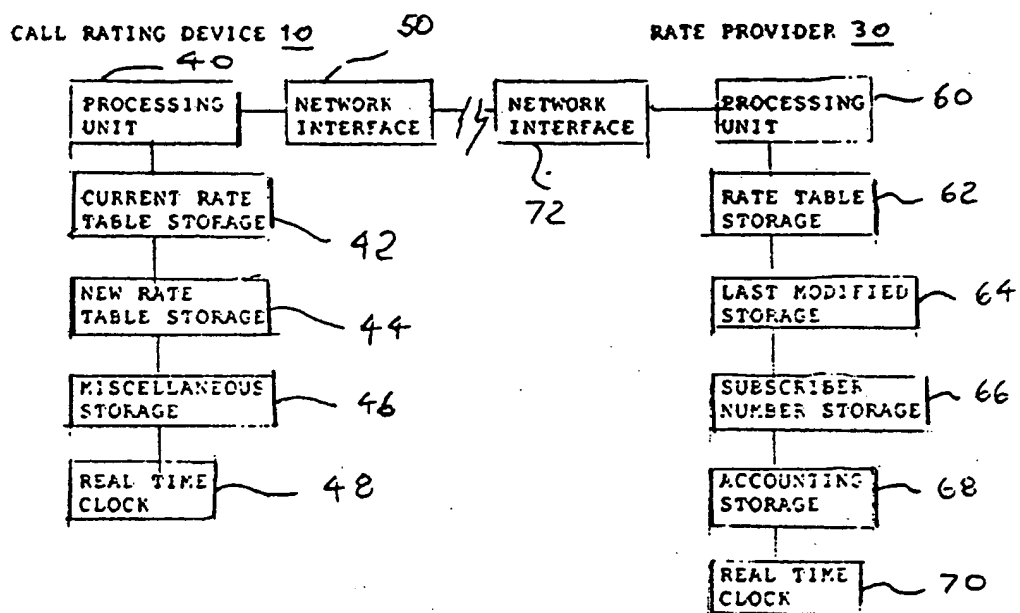 CALL RATING DEVICE 10
50
RATE PROVIDER 30
40
PROCESSING
UNIT
NETWORK
INTERFACE
NETWORK
INTERFACE
PROCESSING
UNIT
60
72
CURRENT RATE
TABLE STORAGE
42
RATE TABLE
STORAGE
62
NEW RATE
TABLE STORAGE
44
LAST MODIFIED
STORAGE
64
MISCELLANEOUS
STORAGE
46
SUBSCRIBER
NUMBER STORAGE
66
REAL TIME
CLOCK
48
ACCOUNTING
STORAGE
68
REAL TIME
CLOCK
70